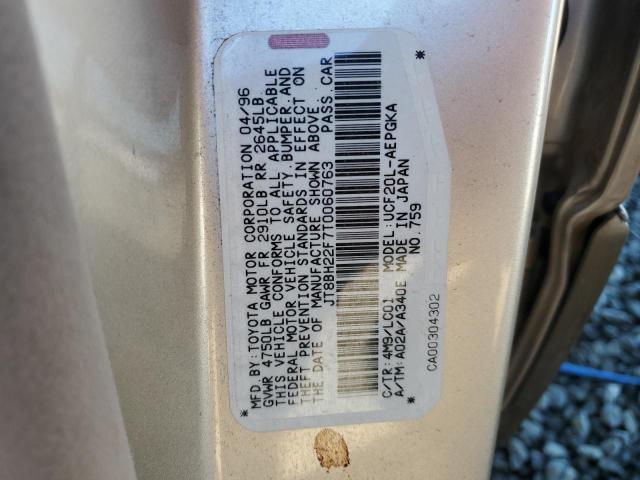 MFD BY: TOYOTA MOTOR CORPORATION 04/96
GVWR 4750LB GAWR FR 2910LB RR 2645LB
THIS VEHICLE CONFORMS TO ALL APPLICABLE
FEDERAL MOTOR VEHICLE SAFETY, BUMPER, AND
THEFT PREVENTION STANDARDS IN EFFECT ON
THE DATE OF MANUFACTURE SHOWN ABOVE.
JT8BH22F7T0060763 PASS. CAR
* *
C/TR: 4M9/LC01 MODEL: UCF20L-AEPGKA
A/TM: A02A/A340E MADE IN JAPAN
NO. 759
CA00304302